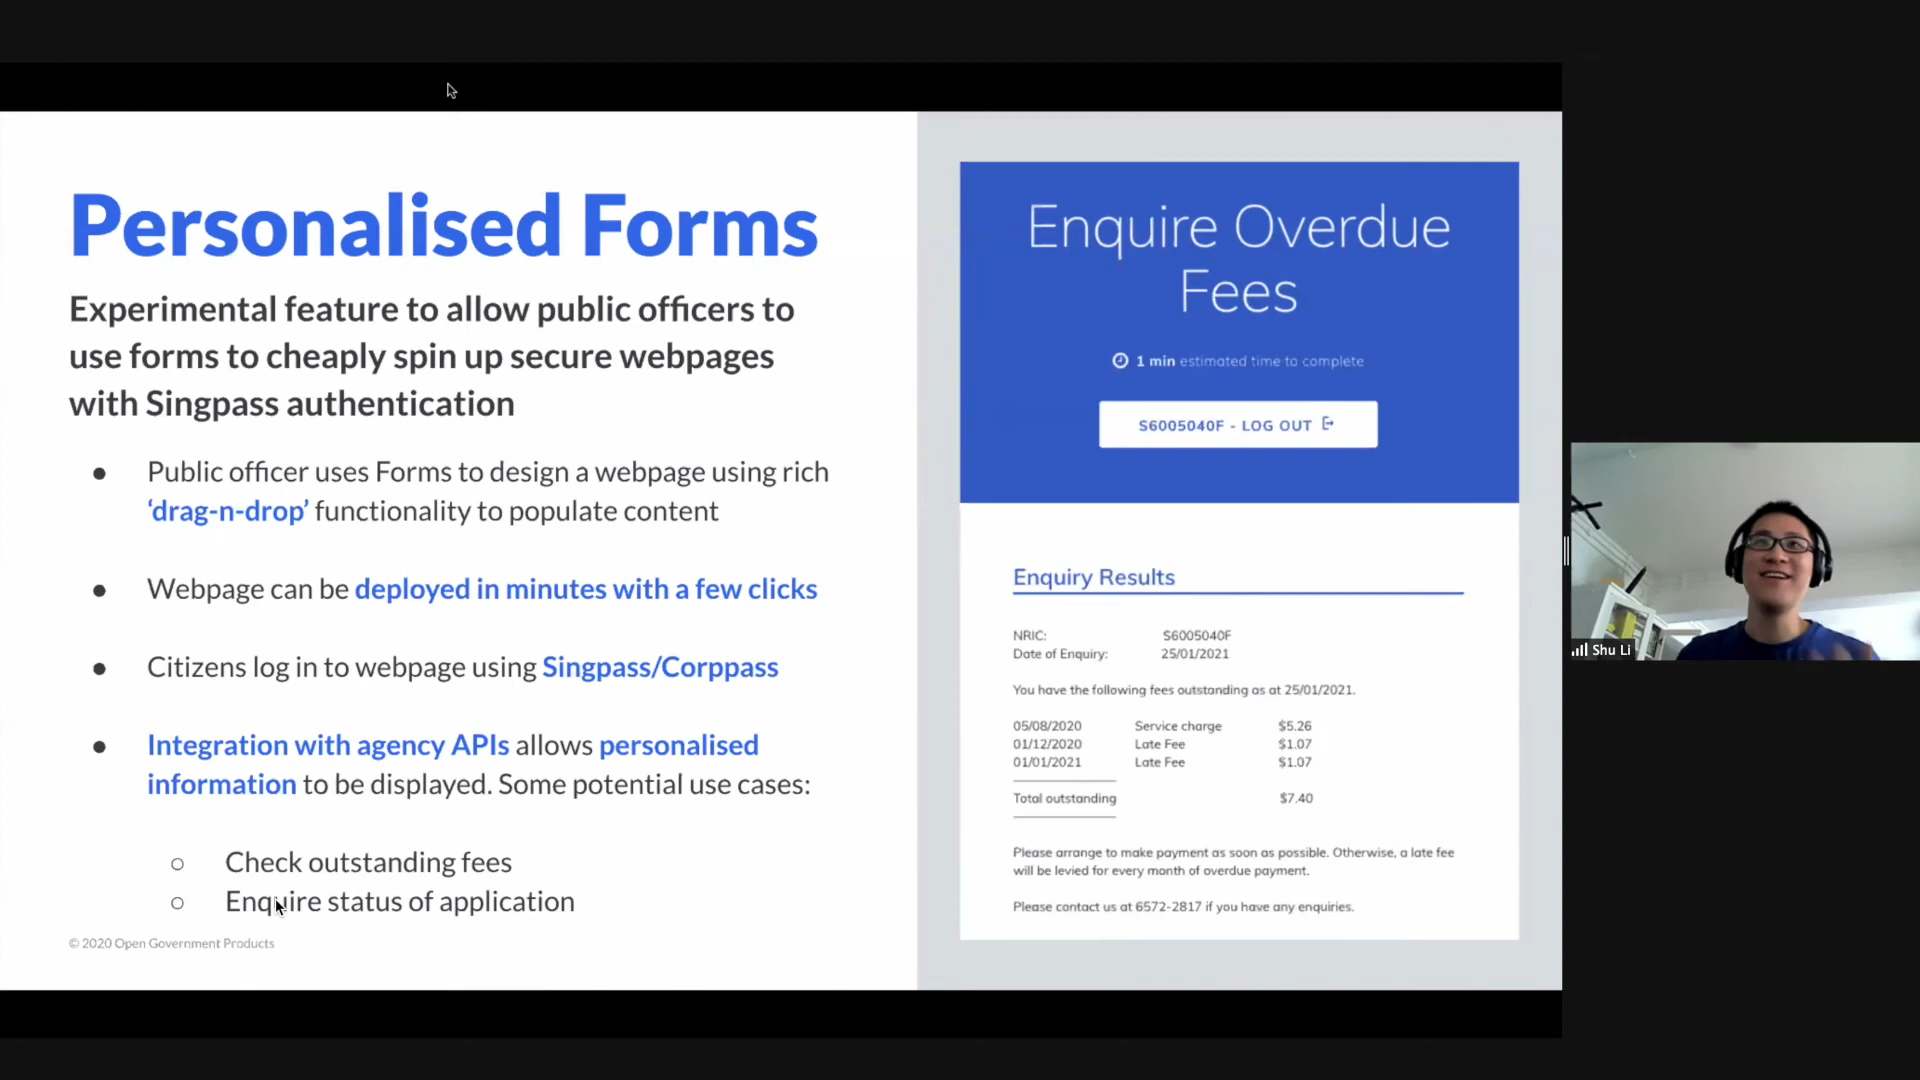 Personalised Forms
Experimental feature to allow public officers to
use forms to cheaply spin up secure webpages
with Singpass authentication
● Public officer uses Forms to design a webpage using rich
‘drag-n-drop’ functionality to populate content
● Webpage can be deployed in minutes with a few clicks
● Citizens log in to webpage using Singpass/Corppass
● Integration with agency APIs allows personalised
information to be displayed. Some potential use cases:
○ Check outstanding fees
○ Enquire status of application
© 2020 Open Government Products
Enquire Overdue
Fees
1 min estimated time to complete
S6005040F - LOG OUT
Enquiry Results
NRIC: S6005040F
Date of Enquiry: 25/01/2021
You have the following fees outstanding as at 25/01/2021.
05/08/2020 Service charge $5.26
01/12/2020 Late Fee $1.07
01/01/2021 Late Fee $1.07
Total outstanding $7.40
Please arrange to make payment as soon as possible. Otherwise, a late fee
will be levied for every month of overdue payment.
Please contact us at 6572-2817 if you have any enquiries.
Shu Li